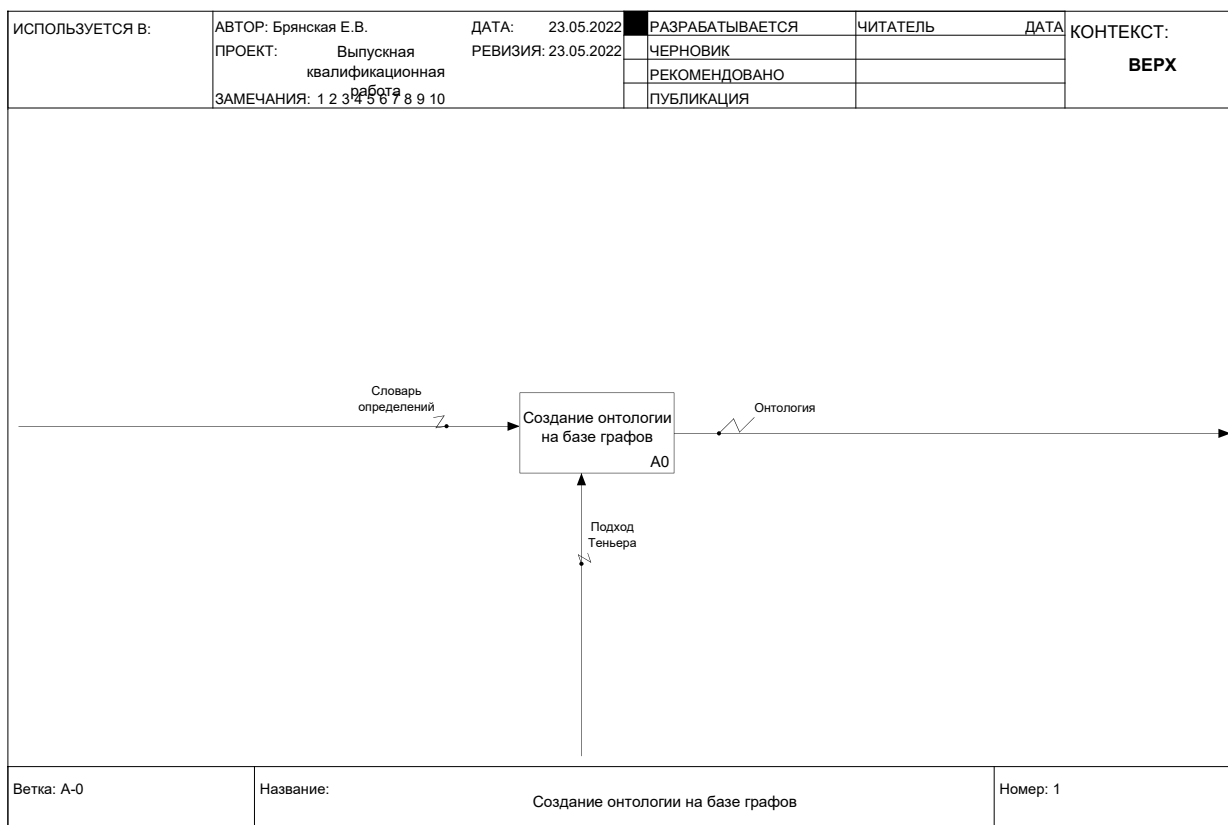 ИСПОЛЬЗУЕТСЯ В:
АВТОР: Брянская Е.В.
ДАТА: 23.05.2022
ПРОЕКТ: Выпускная
квалификационная
работа
РЕВИЗИЯ: 23.05.2022
ЗАМЕЧАНИЯ: 1 2 3 4 5 6 7 8 9 10
РАЗРАБАТЫВАЕТСЯ
ЧЕРНОВИК
РЕКОМЕНДОВАНО
ПУБЛИКАЦИЯ
ЧИТАТЕЛЬ ДАТА
КОНТЕКСТ:
ВЕРХ
Словарь
определений
Создание онтологии
на базе графов
A0
Онтология
Подход
Теньера
Ветка: A-0
Название:
Создание онтологии на базе графов
Номер: 1